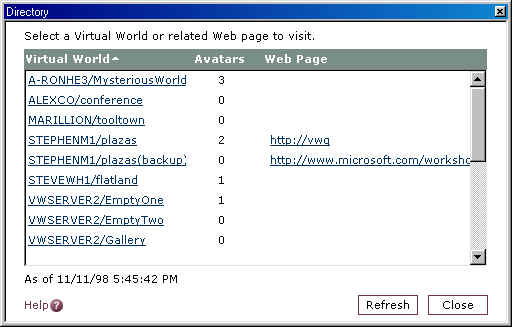 Directory
Select a Virtual World or related Web page to visit.
Virtual World Avatars Web Page
A-RONHE3/MysteriousWorld 3
ALEXCO/conference 0
MARILLION/tooltown 0
STEPHENM1/plazas 2 http://vwq
STEPHENM1/plazas(backup) 0 http://www.microsoft.com/worksho
STEVEWH1/flatland 1
VWSERVER2/EmptyOne 1
VWSERVER2/EmptyTwo 0
VWSERVER2/Gallery 0
As of 11/11/98 5:45:42 PM
Help? Refresh Close